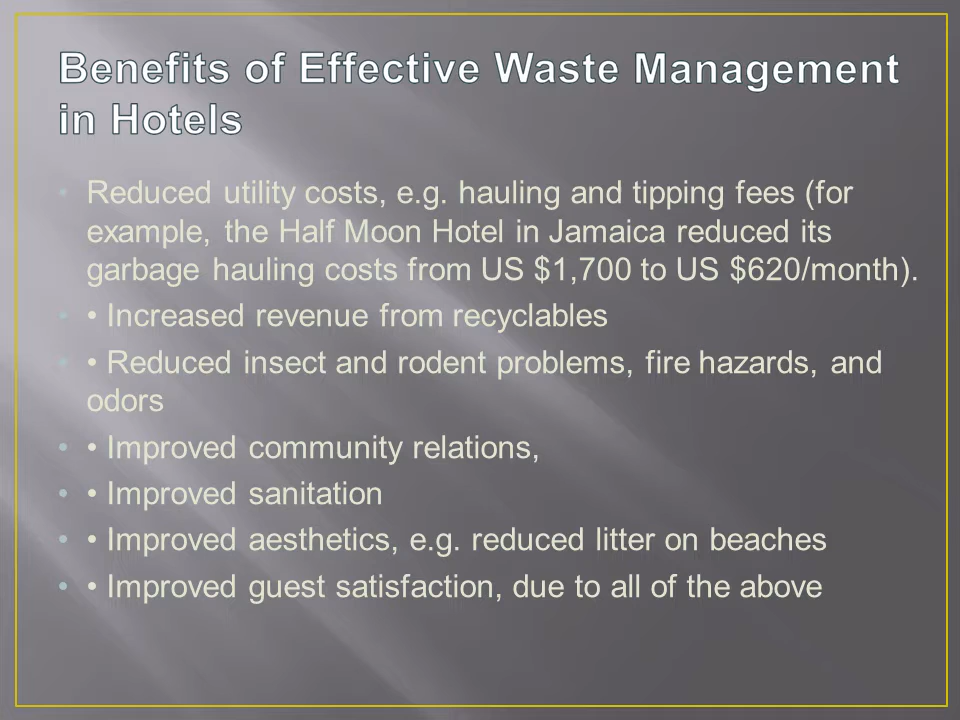 Benefits of Effective Waste Management
in Hotels
• Reduced utility costs, e.g. hauling and tipping fees (for
example, the Half Moon Hotel in Jamaica reduced its
garbage hauling costs from US $1,700 to US $620/month).
• • Increased revenue from recyclables
• • Reduced insect and rodent problems, fire hazards, and
odors
• • Improved community relations,
• • Improved sanitation
• • Improved aesthetics, e.g. reduced litter on beaches
• • Improved guest satisfaction, due to all of the above